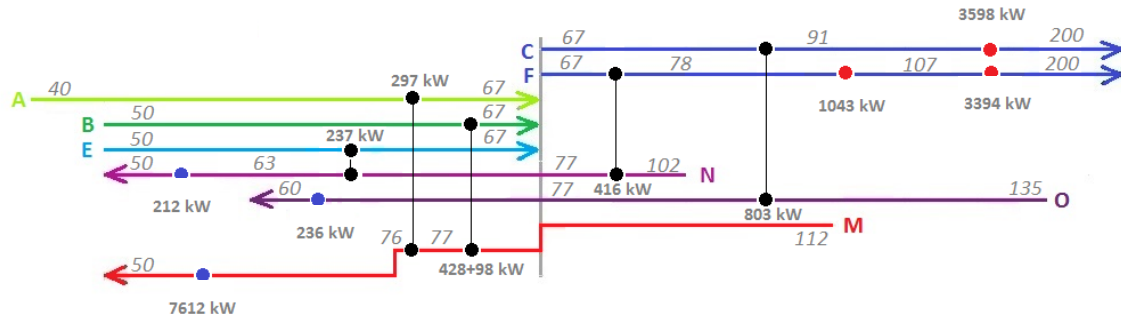 3598 kW
C 67 91 200
F 67 78 107 200
1043 kW 3394 kW
297 kW
A 40 67
B 50 67
237 kW
E 50 67
50 63 77 102 N
212 kW 416 kW
60 77 135 O
236 kW 803 kW
112 M
76 77
428+98 kW
50
7612 kW